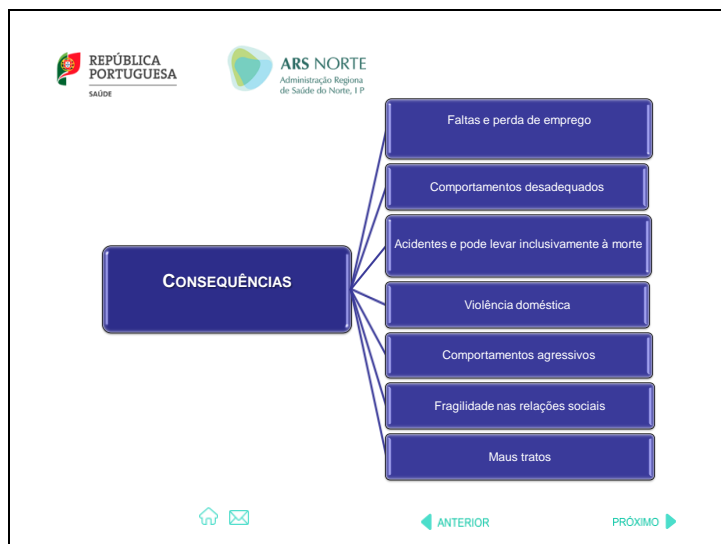 REPÚBLICA
PORTUGUESA
SAÚDE
ARS NORTE
Administração Regiona
de Saúde do Norte, I P
Faltas e perda de emprego
Comportamentos desadequados
Acidentes e pode levar inclusivamente à morte
CONSEQUÊNCIAS
Violência doméstica
Comportamentos agressivos
Fragilidade nas relações sociais
Maus tratos
ANTERIOR
PRÓXIMO